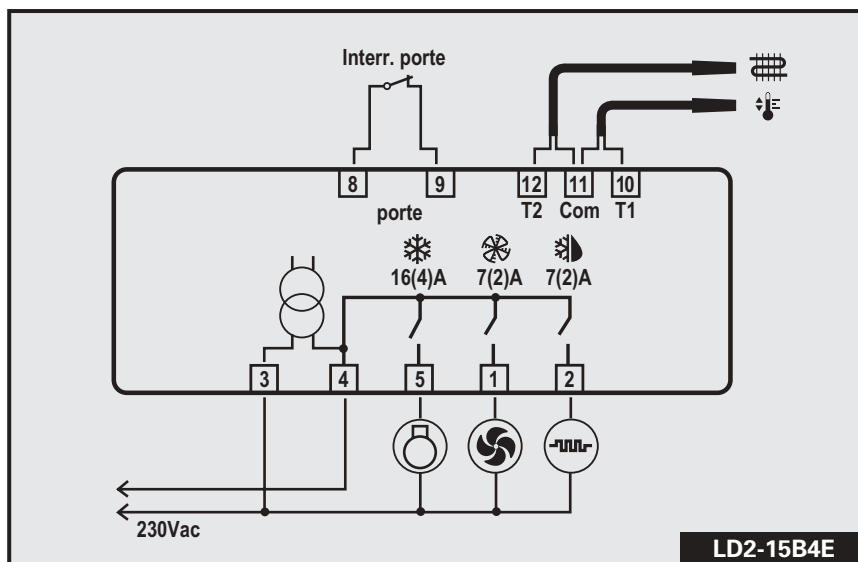 Interr. porte
8 9 12 11 10
T2 Com T1
porte
16(4)A 7(2)A 7(2)A
3 4 5 1 2
230Vac
LD2-15B4E